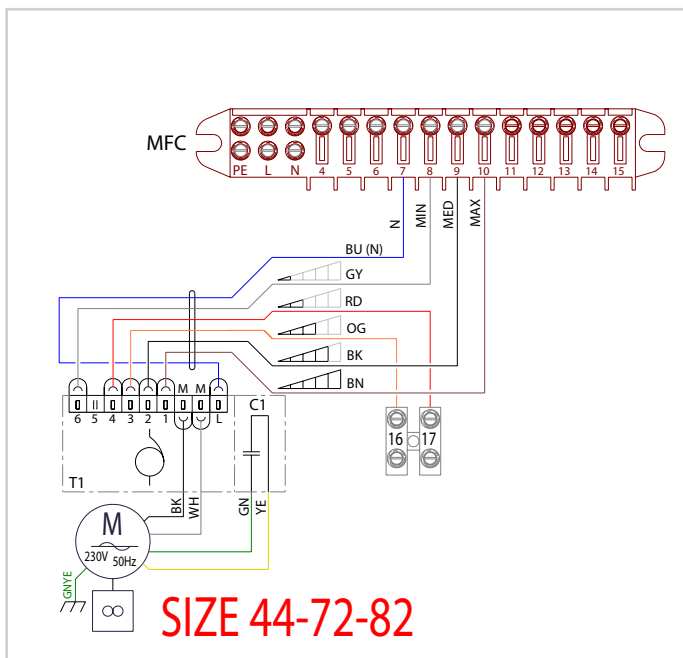 MFC
PE L N 4 5 6 7 8 9 10 11 12 13 14 15
N
MIN
MED
MAX
BU (N)
GY
RD
OG
BK
BN
6 5 4 3 2 1 M M L
C1
16 17
T1
BK
WH
GN
YE
M
230V 50Hz
GNYE
SIZE 44-72-82